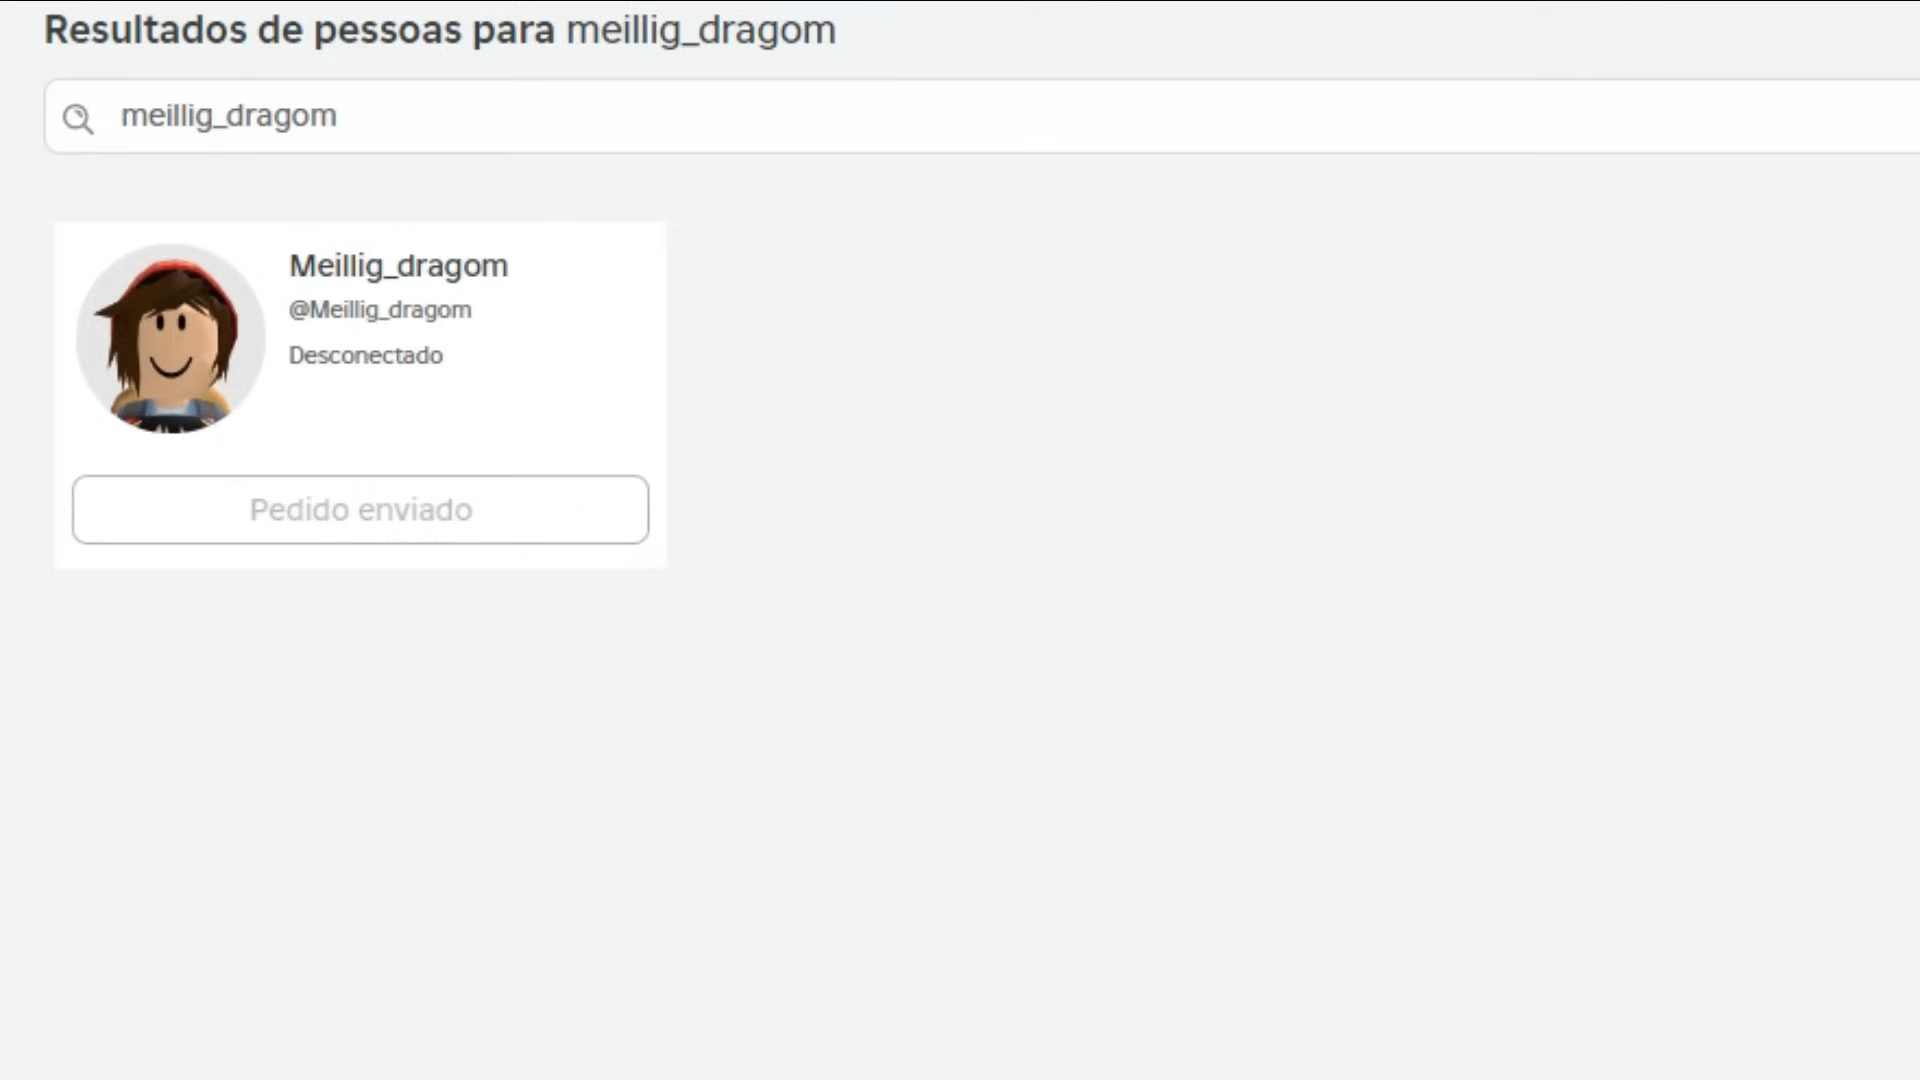 Resultados de pessoas para meillig_dragom
meillig_dragom
Meillig_dragom
@Meillig_dragom
Desconectado
Pedido enviado